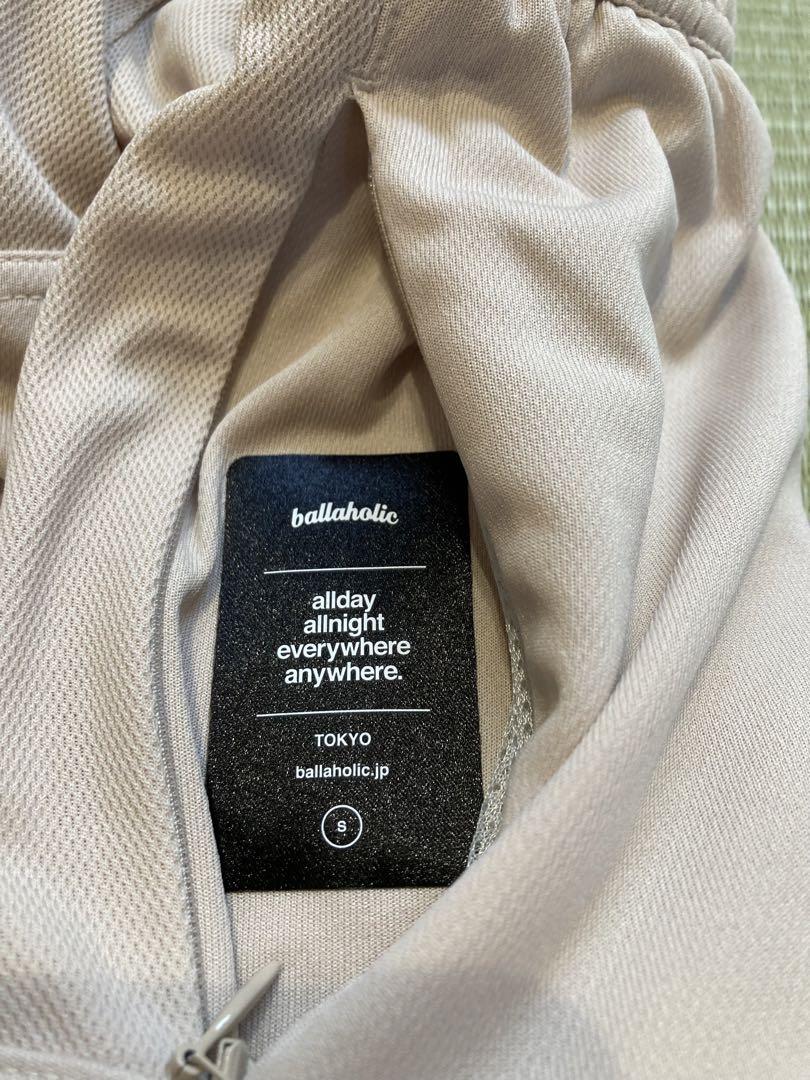 ballaholic
allday
allnight
everywhere
anywhere.
TOKYO
ballaholic.jp
S